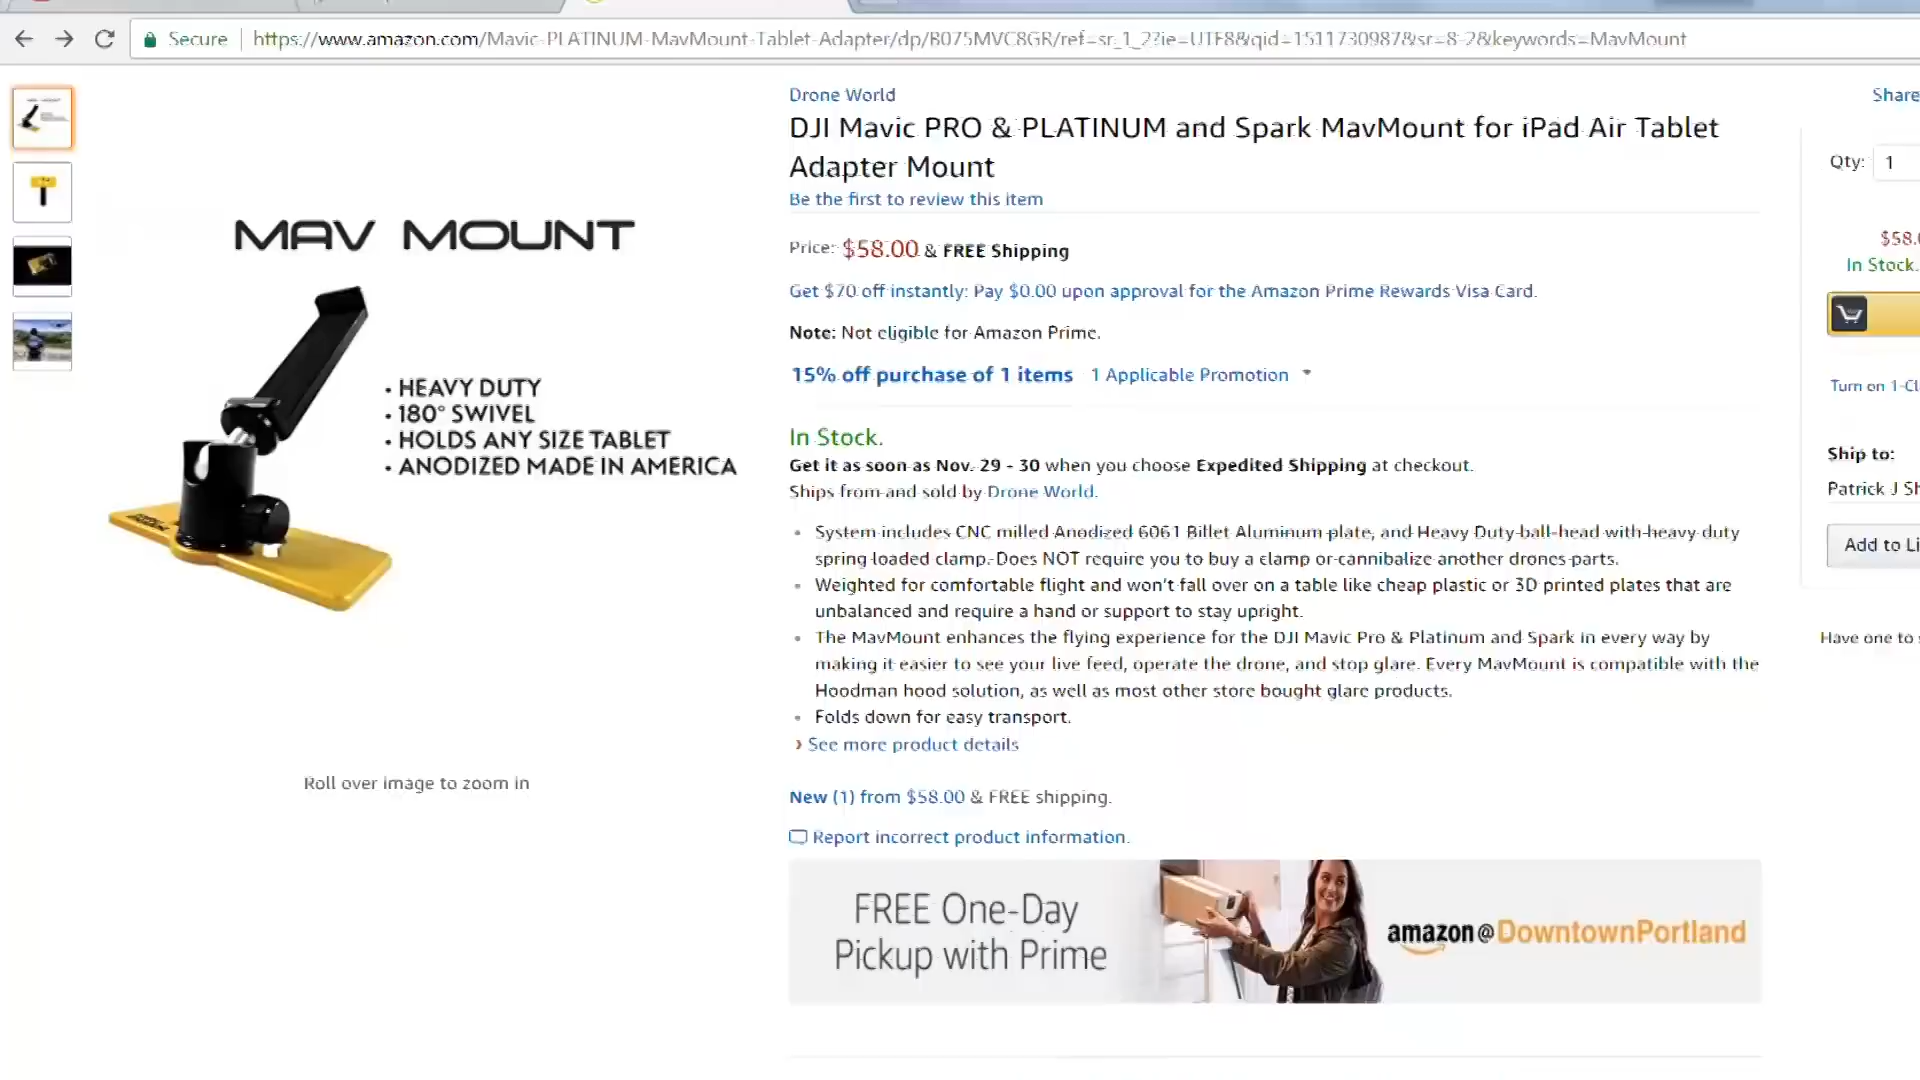 Secure
https://www.amazon.com/Mavic-PLATINUM-MavMount-Tablet-Adapter/dp/B075MVC8GR/ref=sr_1_2?ie=UTF8&qid=1511730987&sr=8-2&keywords=MavMount
Drone World
Share
DJI Mavic PRO & PLATINUM and Spark MavMount for iPad Air Tablet
Adapter Mount
Be the first to review this item
Qty: 1
Price: $58.00 & FREE Shipping
$58.0
In Stock.
Get $70 off instantly: Pay $0.00 upon approval for the Amazon Prime Rewards Visa Card.
Note: Not eligible for Amazon Prime.
15% off purchase of 1 items 1 Applicable Promotion
Turn on 1-Cl
In Stock.
Get it as soon as Nov. 29 - 30 when you choose Expedited Shipping at checkout.
Ships from and sold by Drone World.
Ship to:
Patrick J Sh
Add to Li
Have one to s
MAV MOUNT
• HEAVY DUTY
• 180° SWIVEL
• HOLDS ANY SIZE TABLET
• ANODIZED MADE IN AMERICA
Roll over image to zoom in
• System includes CNC milled Anodized 6061 Billet Aluminum plate, and Heavy Duty ball-head with heavy duty
spring loaded clamp. Does NOT require you to buy a clamp or cannibalize another drones parts.
• Weighted for comfortable flight and won't fall over on a table like cheap plastic or 3D printed plates that are
unbalanced and require a hand or support to stay upright.
• The MavMount enhances the flying experience for the DJI Mavic Pro & Platinum and Spark in every way by
making it easier to see your live feed, operate the drone, and stop glare. Every MavMount is compatible with the
Hoodman hood solution, as well as most other store bought glare products.
• Folds down for easy transport.
› See more product details
New (1) from $58.00 & FREE shipping.
Report incorrect product information.
FREE One-Day
Pickup with Prime
amazon@DowntownPortland